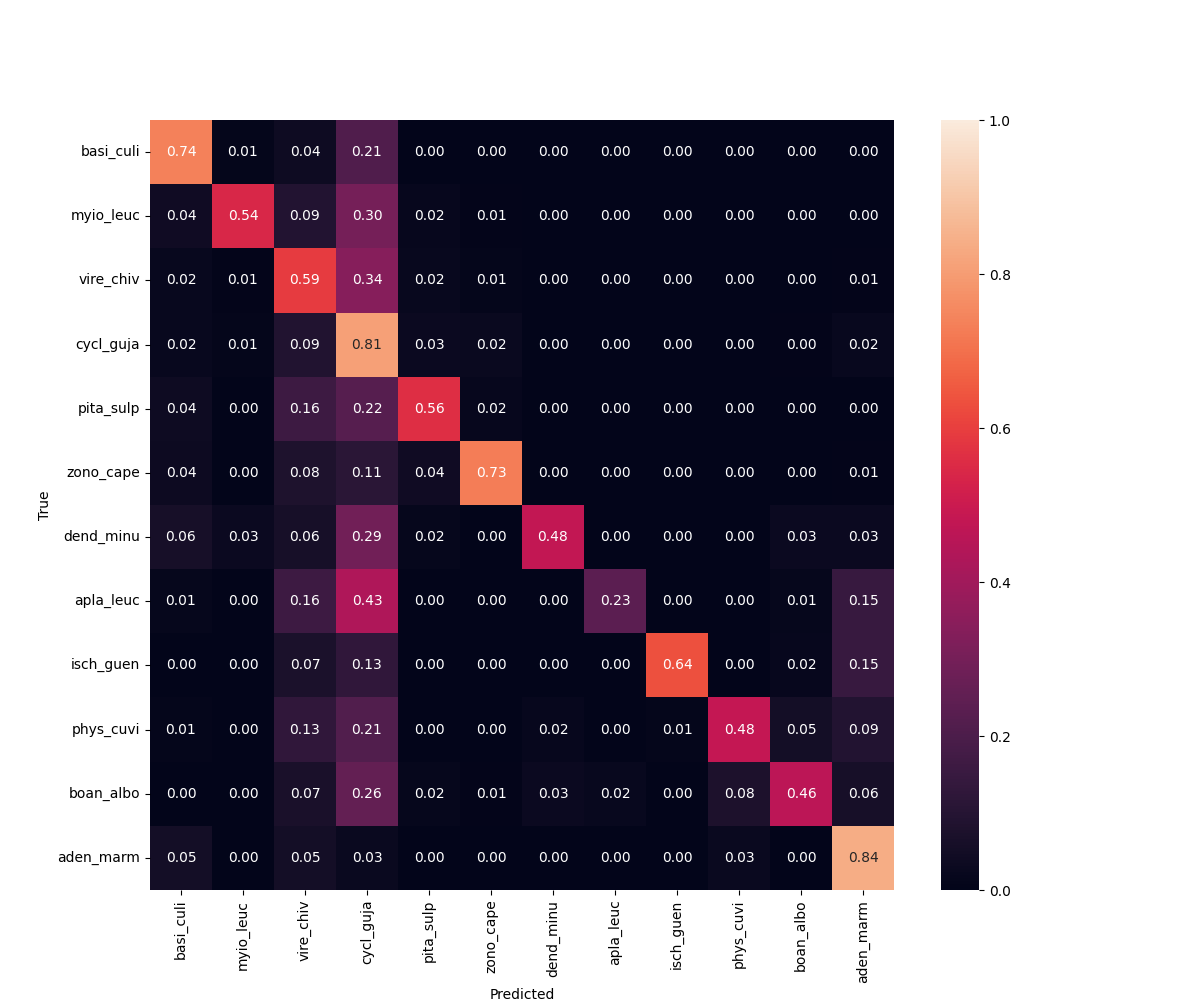 basi_culi 0.74 0.01 0.04 0.21 0.00 0.00 0.00 0.00 0.00 0.00 0.00 0.00
myio_leuc 0.04 0.54 0.09 0.30 0.02 0.01 0.00 0.00 0.00 0.00 0.00 0.00
vire_chiv 0.02 0.01 0.59 0.34 0.02 0.01 0.00 0.00 0.00 0.00 0.00 0.01
cycl_guja 0.02 0.01 0.09 0.81 0.03 0.02 0.00 0.00 0.00 0.00 0.00 0.02
pita_sulp 0.04 0.00 0.16 0.22 0.56 0.02 0.00 0.00 0.00 0.00 0.00 0.00
zono_cape 0.04 0.00 0.08 0.11 0.04 0.73 0.00 0.00 0.00 0.00 0.00 0.01
dend_minu 0.06 0.03 0.06 0.29 0.02 0.00 0.48 0.00 0.00 0.00 0.03 0.03
apla_leuc 0.01 0.00 0.16 0.43 0.00 0.00 0.00 0.23 0.00 0.00 0.01 0.15
isch_guen 0.00 0.00 0.07 0.13 0.00 0.00 0.00 0.00 0.64 0.00 0.02 0.15
phys_cuvi 0.01 0.00 0.13 0.21 0.00 0.00 0.02 0.00 0.01 0.48 0.05 0.09
boan_albo 0.00 0.00 0.07 0.26 0.02 0.01 0.03 0.02 0.00 0.08 0.46 0.06
aden_marm 0.05 0.00 0.05 0.03 0.00 0.00 0.00 0.00 0.00 0.03 0.00 0.84
True
basi_culi myio_leuc vire_chiv cycl_guja pita_sulp zono_cape dend_minu apla_leuc isch_guen phys_cuvi boan_albo aden_marm
Predicted
1.0
0.8
0.6
0.4
0.2
0.0